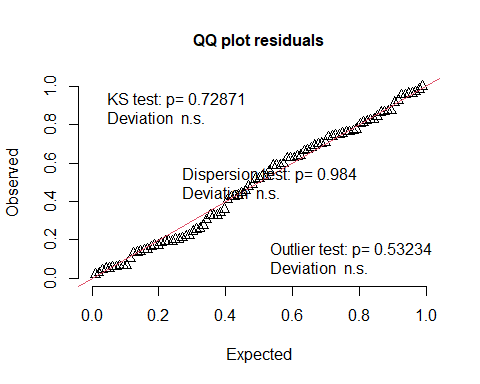 QQ plot residuals
KS test: p= 0.72871
Deviation n.s.
Dispersion test: p= 0.984
Deviation n.s.
Outlier test: p= 0.53234
Deviation n.s.
Observed
0.0 0.2 0.4 0.6 0.8 1.0
0.0 0.2 0.4 0.6 0.8 1.0
Expected